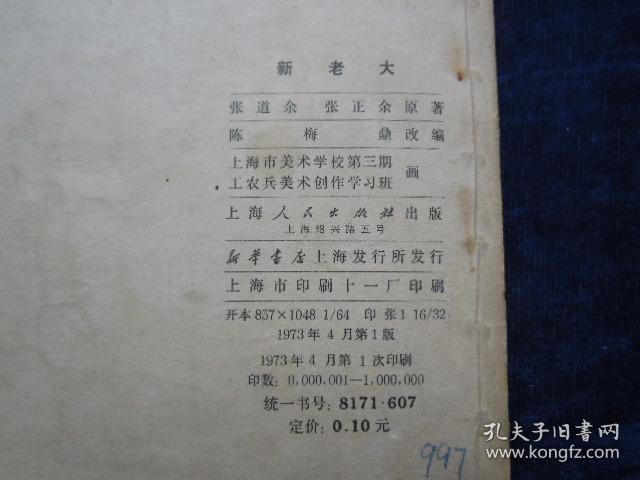 新老大
张道余 张正余原著
陈梅鼎改编
上海市美术学校第三期
工农兵美术创作学习班 画
上海人民出版社出版
上海绍兴路五号
新华书店上海发行所发行
上海市印刷十一厂印刷
开本 857×1048 1/64 印张 1 16/32
1973年4月第1版
1973年4月第1次印刷
印数: 0,000,001—1,000,000
统一书号: 8171·607
定价: 0.10 元
997
孔夫子旧书网
www.kongfz.com